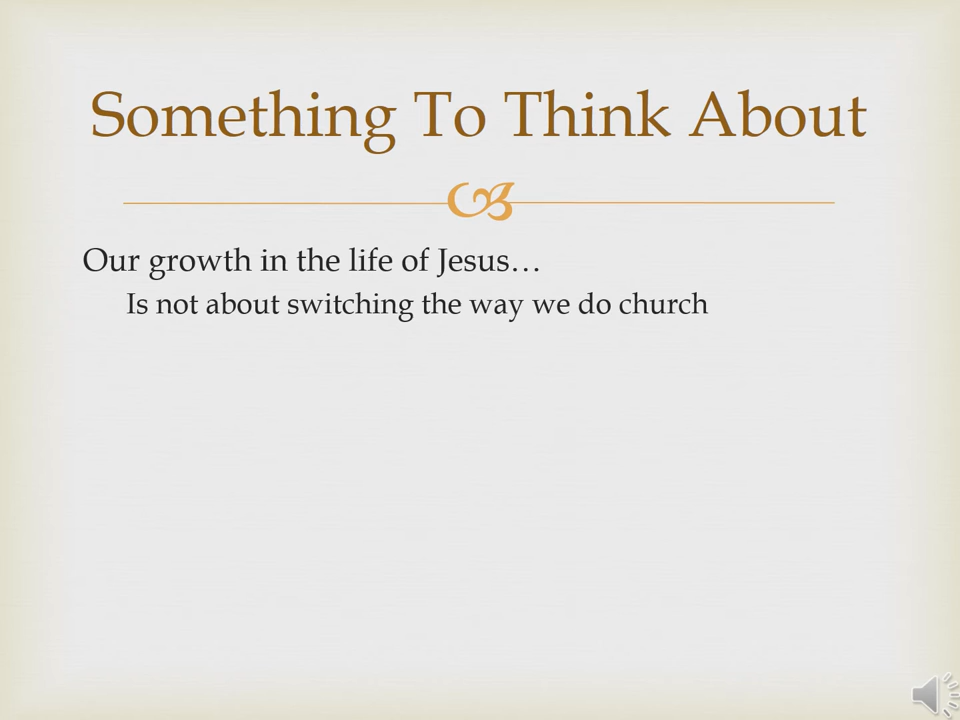 Something To Think About
Our growth in the life of Jesus…
Is not about switching the way we do church